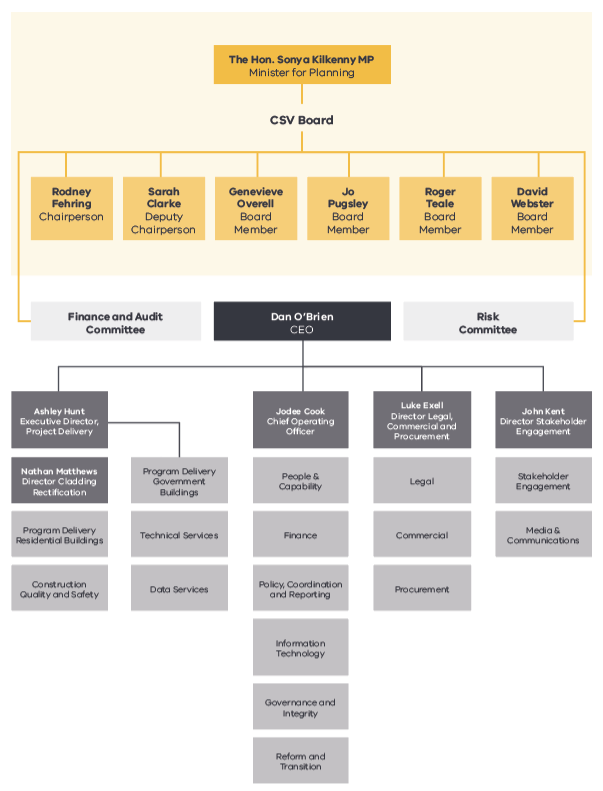 The Hon. Sonya Kilkenny MP
Minister for Planning
CSV Board
Rodney
Fehring
Chairperson
Sarah
Clarke
Deputy
Chairperson
Genevieve
Overell
Board
Member
Jo
Pugsley
Board
Member
Roger
Teale
Board
Member
David
Webster
Board
Member
Finance and Audit
Committee
Dan O'Brien
CEO
Risk
Committee
Ashley Hunt
Executive Director,
Project Delivery
Jodee Cook
Chief Operating
Officer
Luke Exell
Director Legal,
Commercial and
Procurement
John Kent
Director Stakeholder
Engagement
Nathan Matthews
Director Cladding
Rectification
Program Delivery
Residential Buildings
Construction
Quality and Safety
Program Delivery
Government
Buildings
Technical Services
Data Services
People &
Capability
Finance
Policy, Coordination
and Reporting
Information
Technology
Governance and
Integrity
Reform and
Transition
Legal
Commercial
Procurement
Stakeholder
Engagement
Media &
Communications